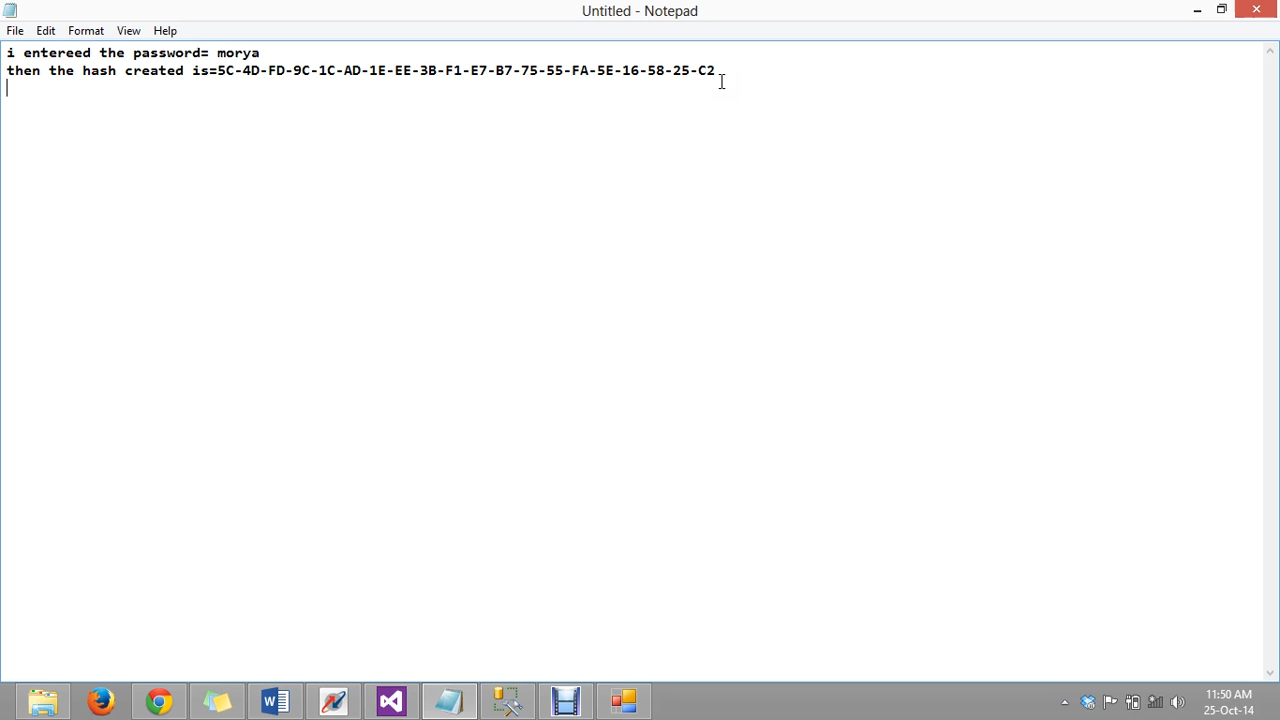 Untitled - Notepad
File Edit Format View Help
i entereed the password= morya
then the hash created is=5C-4D-FD-9C-1C-AD-1E-EE-3B-F1-E7-B7-75-55-FA-5E-16-58-25-C2
11:50 AM
25-Oct-14